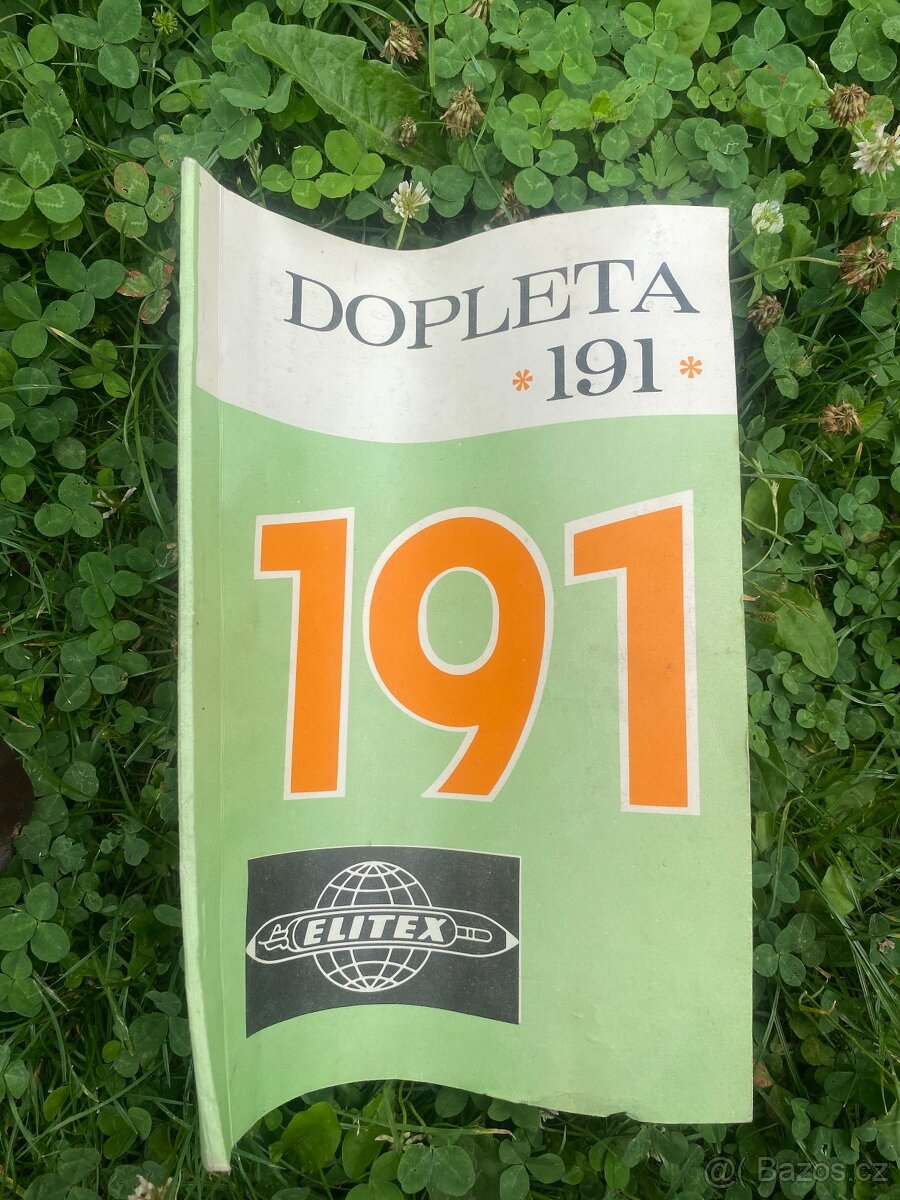 DOPLETA
*191*
191
ELITEX
@( Bazos.cz